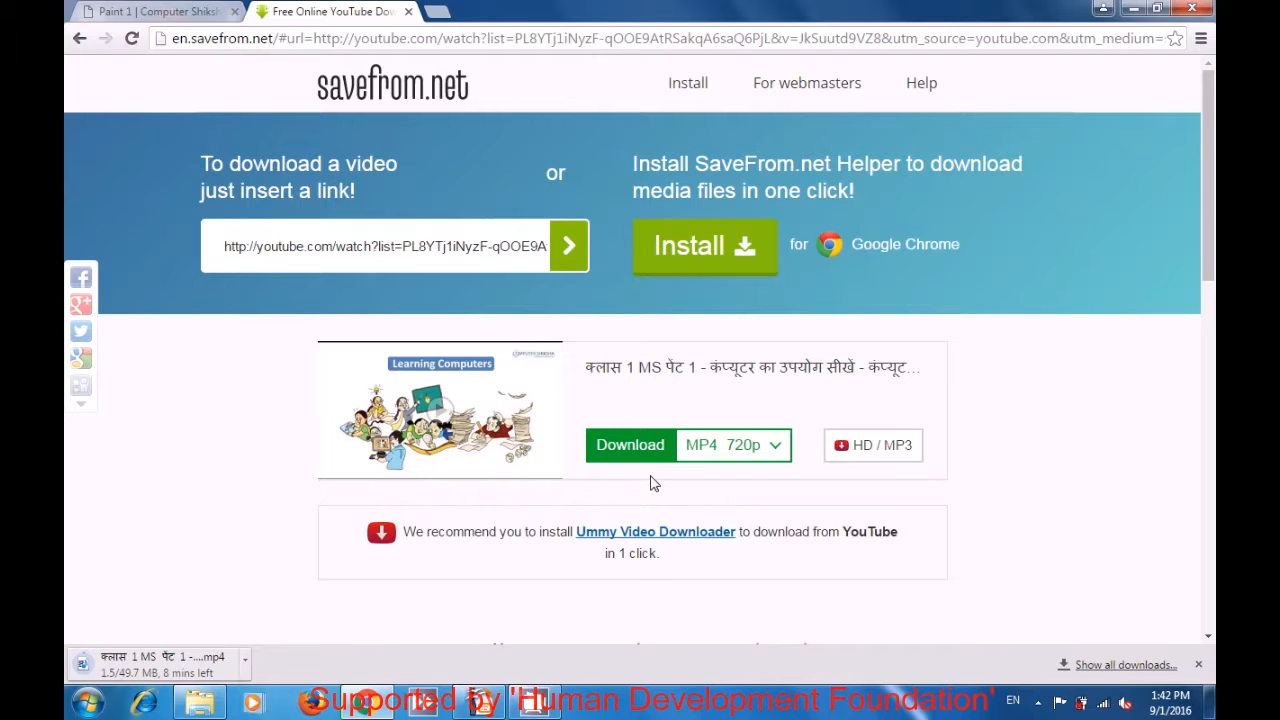 Paint 1 | Computer Shiksh
Free Online YouTube Dow
en.savefrom.net/#url=http://youtube.com/watch?list=PL8YTj1iNyzF-qOOE9AtRSakqA6saQ6PjL&v=JkSuutd9VZ8&utm_source=youtube.com&utm_medium=
savefrom.net
Install
For webmasters
Help
To download a video
just insert a link!
or
Install SaveFrom.net Helper to download
media files in one click!
http://youtube.com/watch?list=PL8YTj1iNyzF-qOOE9A
Install
for
Google Chrome
Learning Computers
क्लास 1 MS पेंट 1 - कंप्यूटर का उपयोग सीखें - कंप्यूट...
Download
MP4 720p
HD / MP3
We recommend you to install Ummy Video Downloader to download from YouTube
in 1 click.
क्लास 1 MS पेंट 1 -....mp4
1.5/49.7 MB, 8 mins left
Show all downloads...
Supported by 'Human Development Foundation'
EN
1:42 PM
9/1/2016